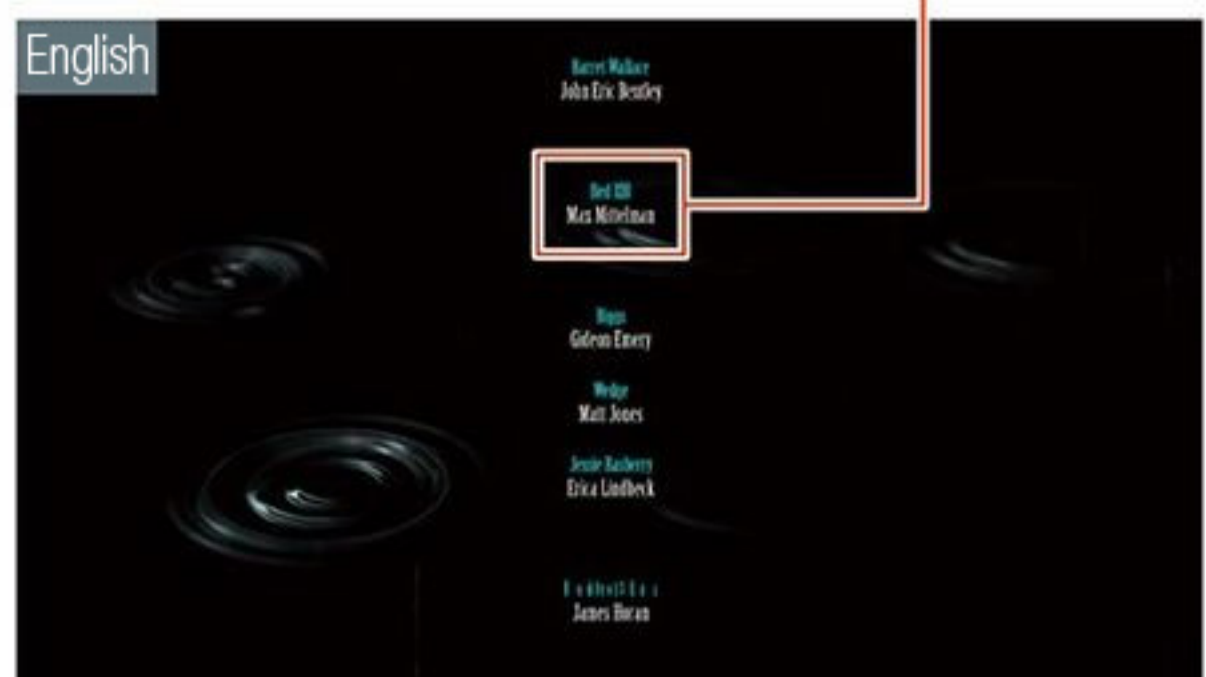 English
Barret Wallace
John Eric Bentley
Red XIII
Max Mittelman
Biggs
Gideon Emery
Wedge
Matt Jones
Jessie Rasberry
Erica Lindbeck
James Horan